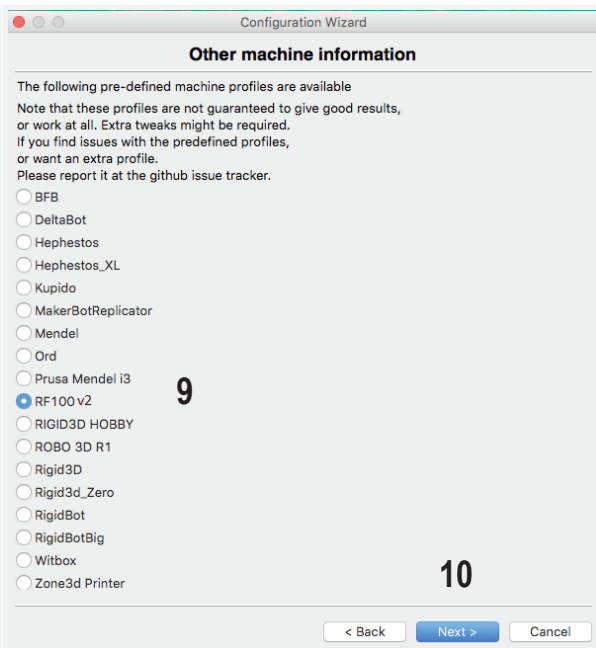 Configuration Wizard
Other machine information
The following pre-defined machine profiles are available
Note that these profiles are not guaranteed to give good results,
or work at all. Extra tweaks might be required.
If you find issues with the predefined profiles,
or want an extra profile.
Please report it at the github issue tracker.
BFB
DeltaBot
Hephestos
Hephestos_XL
Kupido
MakerBotReplicator
Mendel
Ord
Prusa Mendel i3
9
RF100 v2
RIGID3D HOBBY
ROBO 3D R1
Rigid3D
Rigid3d_Zero
RigidBot
RigidBotBig
Witbox
10
Zone3d Printer
< Back
Next >
Cancel